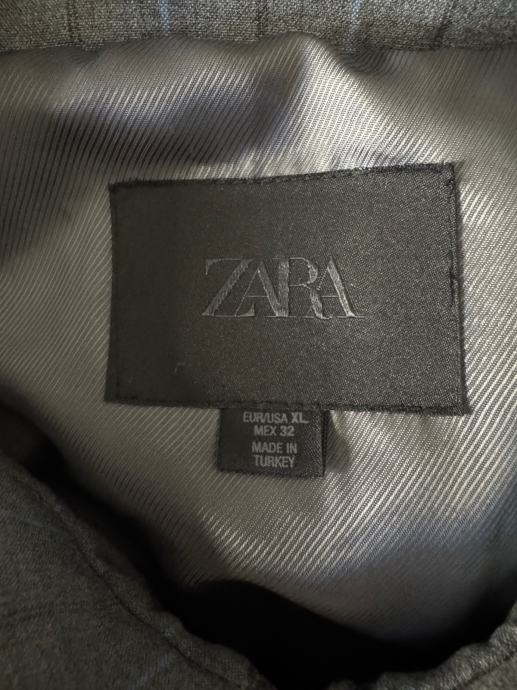 ZARA
EUR/USA XL
MEX 32
MADE IN
TURKEY